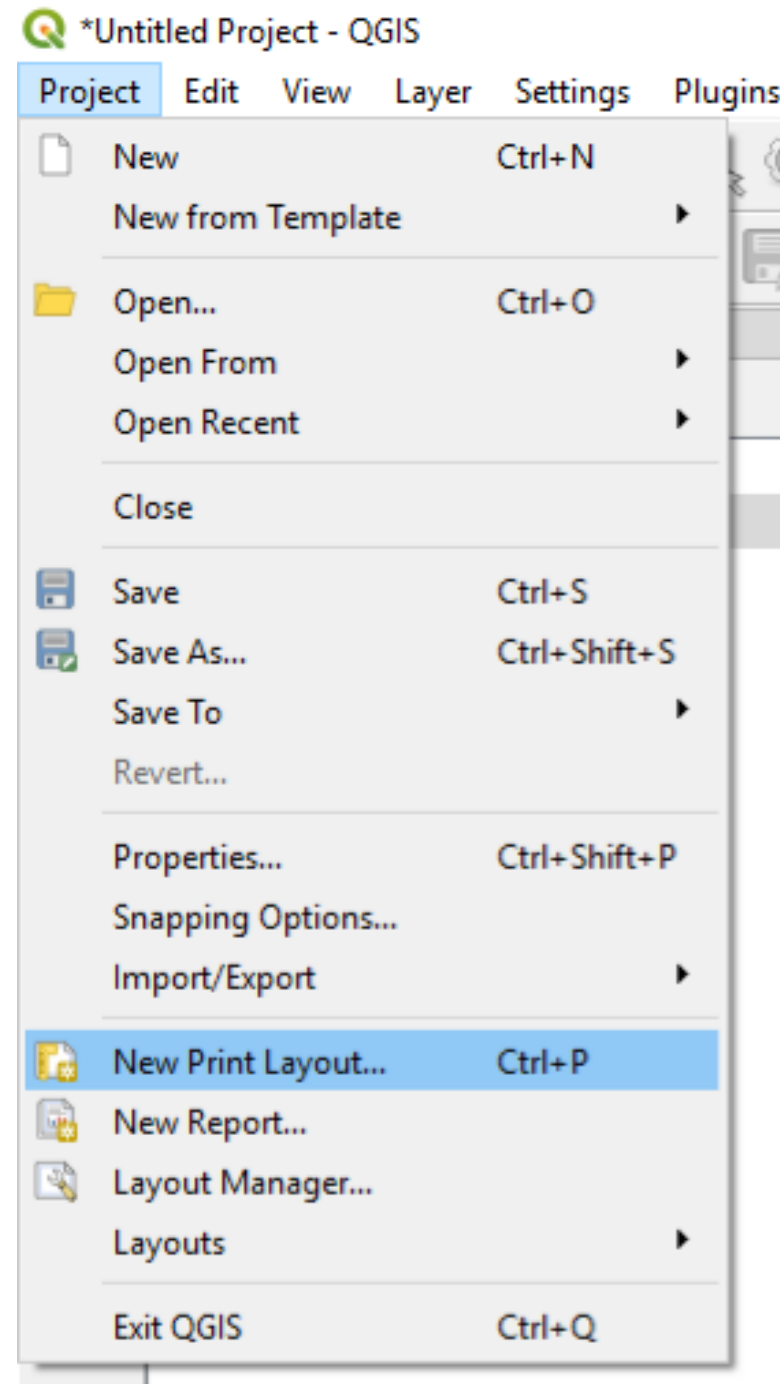 *Untitled Project - QGIS
Project Edit View Layer Settings Plugins
New Ctrl+N
New from Template
Open... Ctrl+O
Open From
Open Recent
Close
Save Ctrl+S
Save As... Ctrl+Shift+S
Save To
Revert...
Properties... Ctrl+Shift+P
Snapping Options...
Import/Export
New Print Layout... Ctrl+P
New Report...
Layout Manager...
Layouts
Exit QGIS Ctrl+Q